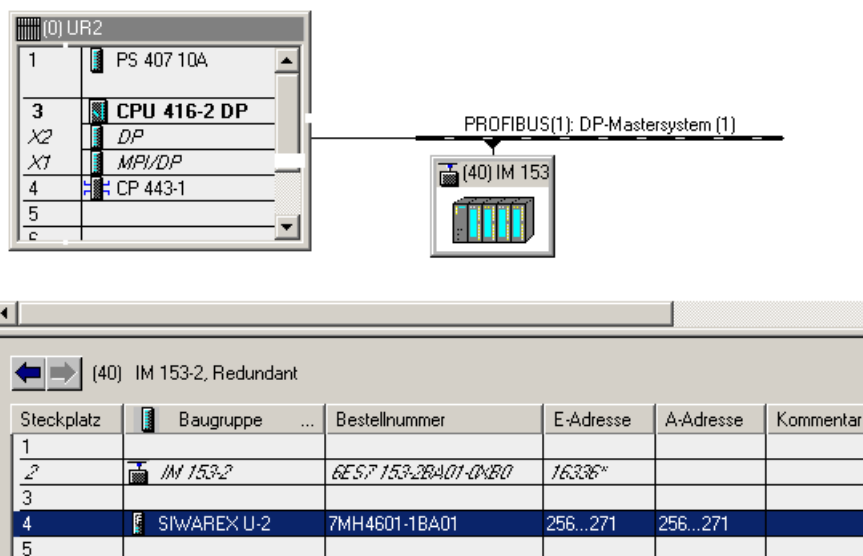 (0) UR2
1 PS 407 10A
3 CPU 416-2 DP
X2 DP
X1 MPI/DP
4 CP 443-1
5
6
PROFIBUS(1): DP-Mastersystem (1)
(40) IM 153
(40) IM 153-2, Redundant
Steckplatz Baugruppe ... Bestellnummer E-Adresse A-Adresse Kommentar
1
2 IM 153-2 6ES7 153-2BA01-0XB0 16336*
3
4 SIWAREX U-2 7MH4601-1BA01 256...271 256...271
5